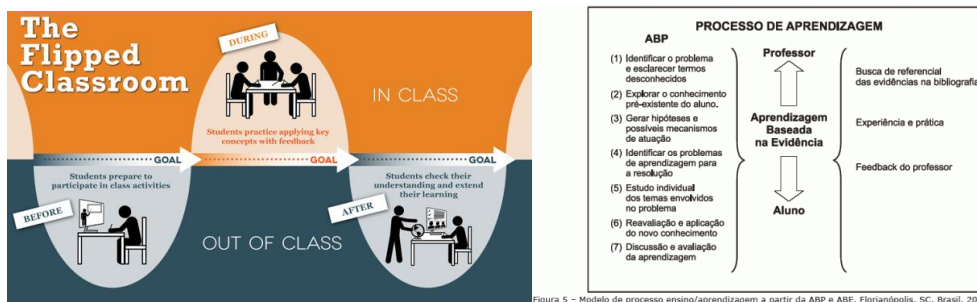 The
Flipped
Classroom
DURING
IN CLASS
Students practice applying key
concepts with feedback
GOAL
GOAL
GOAL
Students prepare to
participate in class activities
BEFORE
Students check their
understanding and extend
their learning
AFTER
OUT OF CLASS
PROCESSO DE APRENDIZAGEM
ABP
(1) Identificar o problema
e esclarecer termos
desconhecidos
(2) Explorar o conhecimento
pré-existente do aluno.
(3) Gerar hipóteses e
possíveis mecanismos
de atuação
(4) Identificar os problemas
de aprendizagem para
a resolução
(5) Estudo individual
dos temas envolvidos
no problema
(6) Reavaliação e aplicação
do novo conhecimento
(7) Discussão e avaliação
da aprendizagem
Professor
Aprendizagem
Baseada
na Evidência
Aluno
Busca de referencial
das evidências na bibliografia
Experiência e prática
Feedback do professor
Figura 5 – Modelo de processo ensino/aprendizagem a partir da ABP e ABE. Florianópolis, SC, Brasil, 20